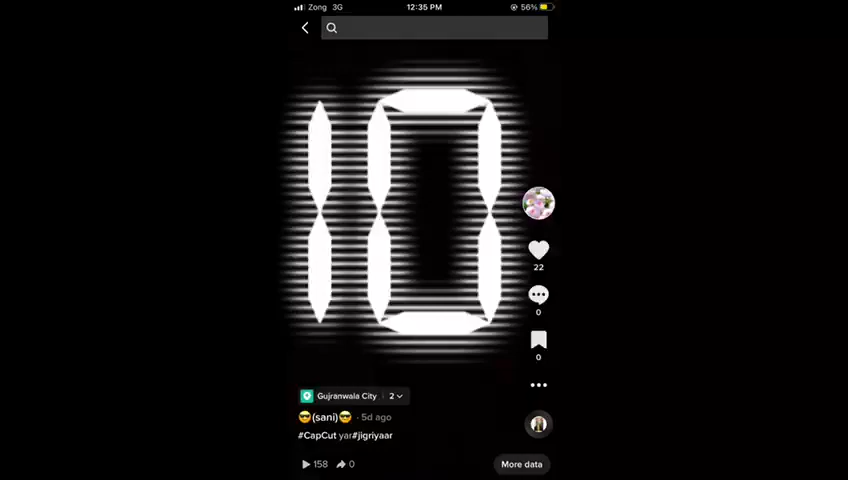 Zong 3G 12:35 PM 56%
10
22
0
0
Gujranwala City 2
😎(sani)😎 · 5d ago
#CapCut yar#jigriyaar
158 0 More data